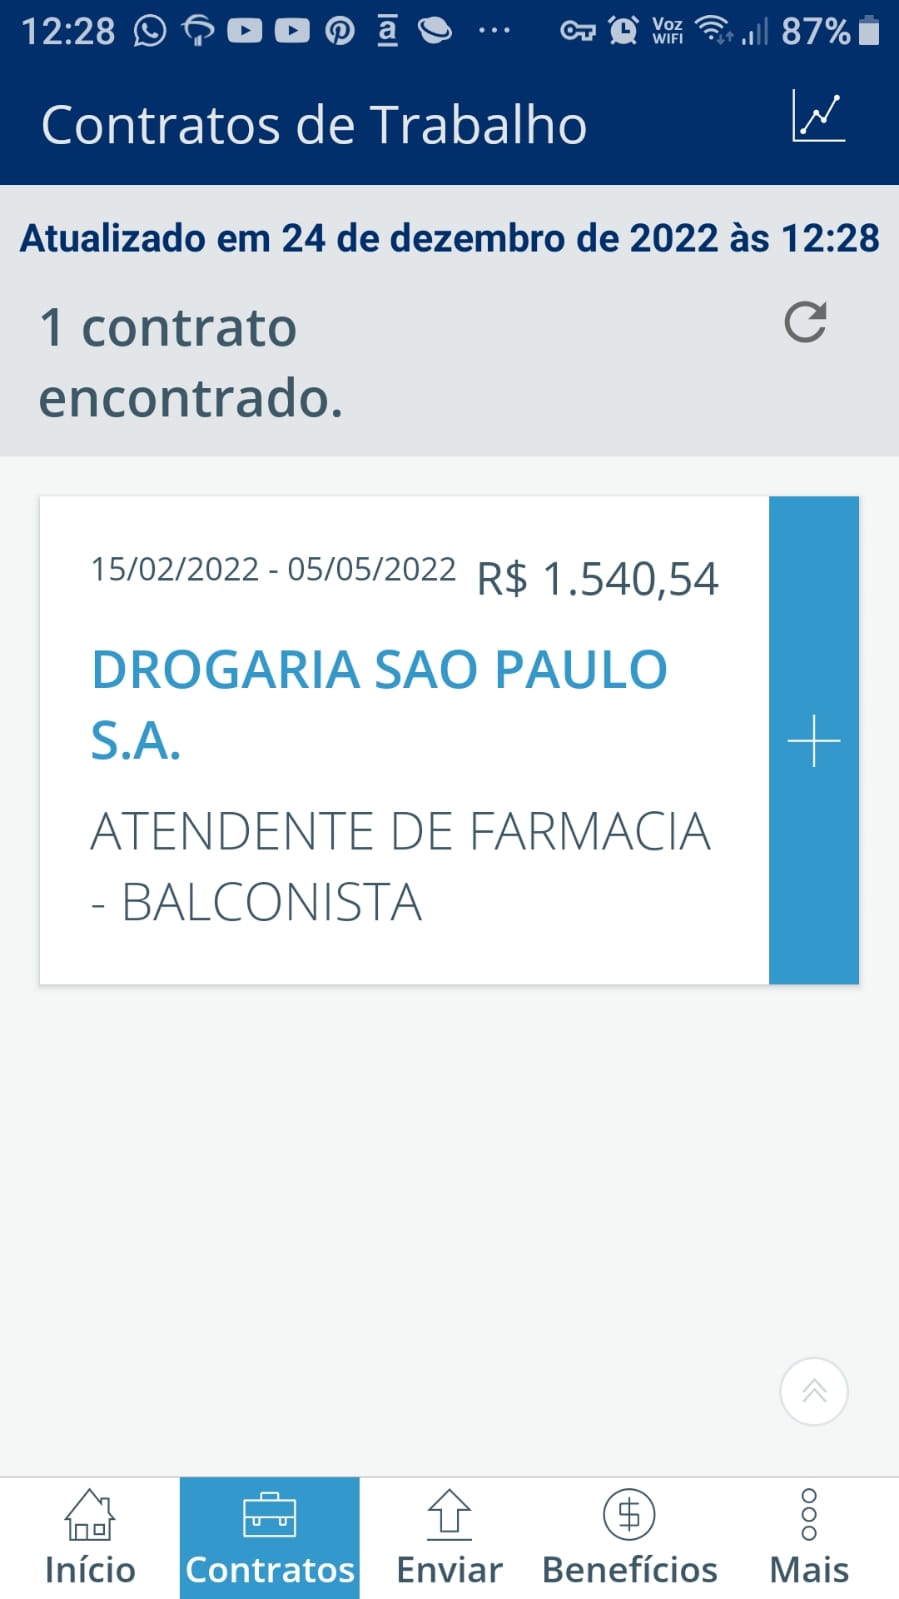 12:28 ā ... Voz WIFI 87%
Contratos de Trabalho
Atualizado em 24 de dezembro de 2022 às 12:28
1 contrato
encontrado.
15/02/2022 - 05/05/2022 R$ 1.540,54
DROGARIA SAO PAULO
S.A.
ATENDENTE DE FARMACIA
- BALCONISTA
Início Contratos Enviar Benefícios Mais